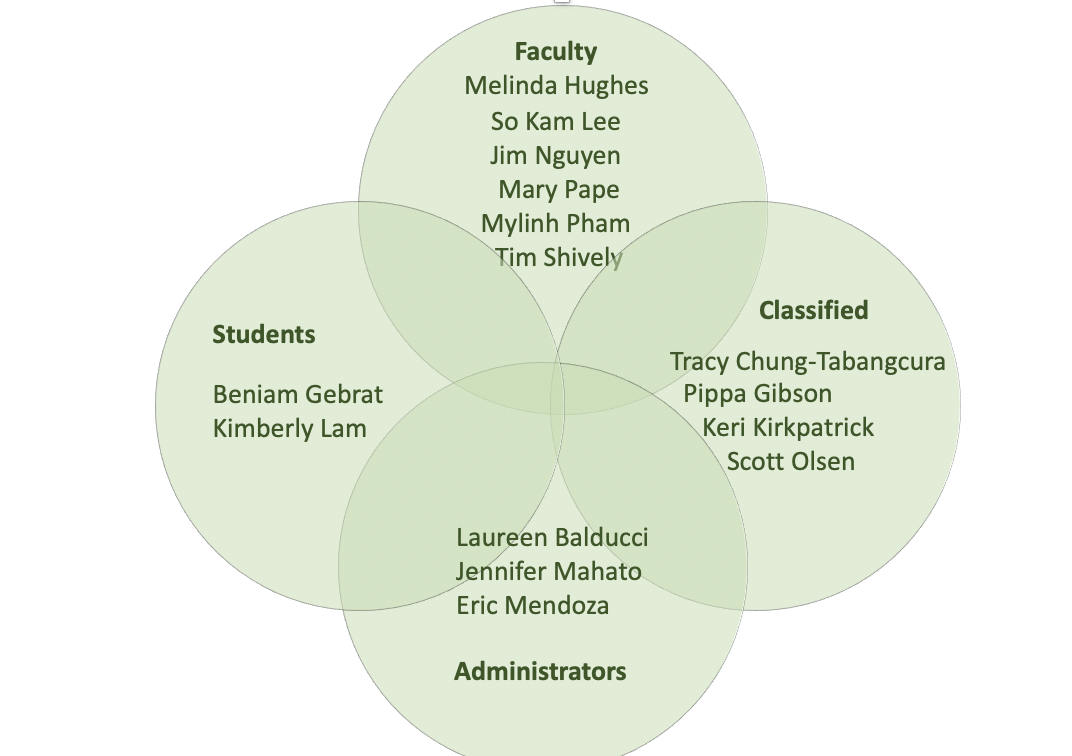 Faculty
Melinda Hughes
So Kam Lee
Jim Nguyen
Mary Pape
Mylinh Pham
Tim Shively
Students
Beniam Gebrat
Kimberly Lam
Classified
Tracy Chung-Tabangcura
Pippa Gibson
Keri Kirkpatrick
Scott Olsen
Laureen Balducci
Jennifer Mahato
Eric Mendoza
Administrators